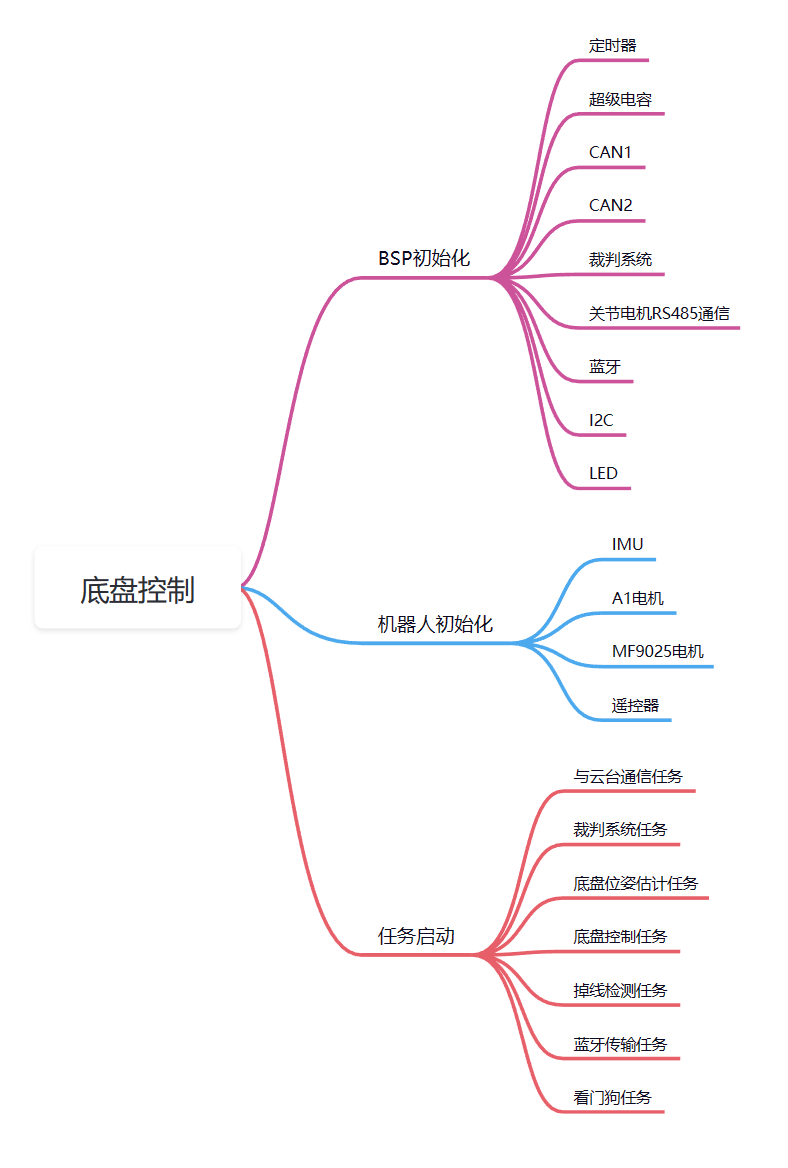 底盘控制
BSP初始化
定时器
超级电容
CAN1
CAN2
裁判系统
关节电机RS485通信
蓝牙
I2C
LED
机器人初始化
IMU
A1电机
MF9025电机
遥控器
任务启动
与云台通信任务
裁判系统任务
底盘位姿估计任务
底盘控制任务
掉线检测任务
蓝牙传输任务
看门狗任务